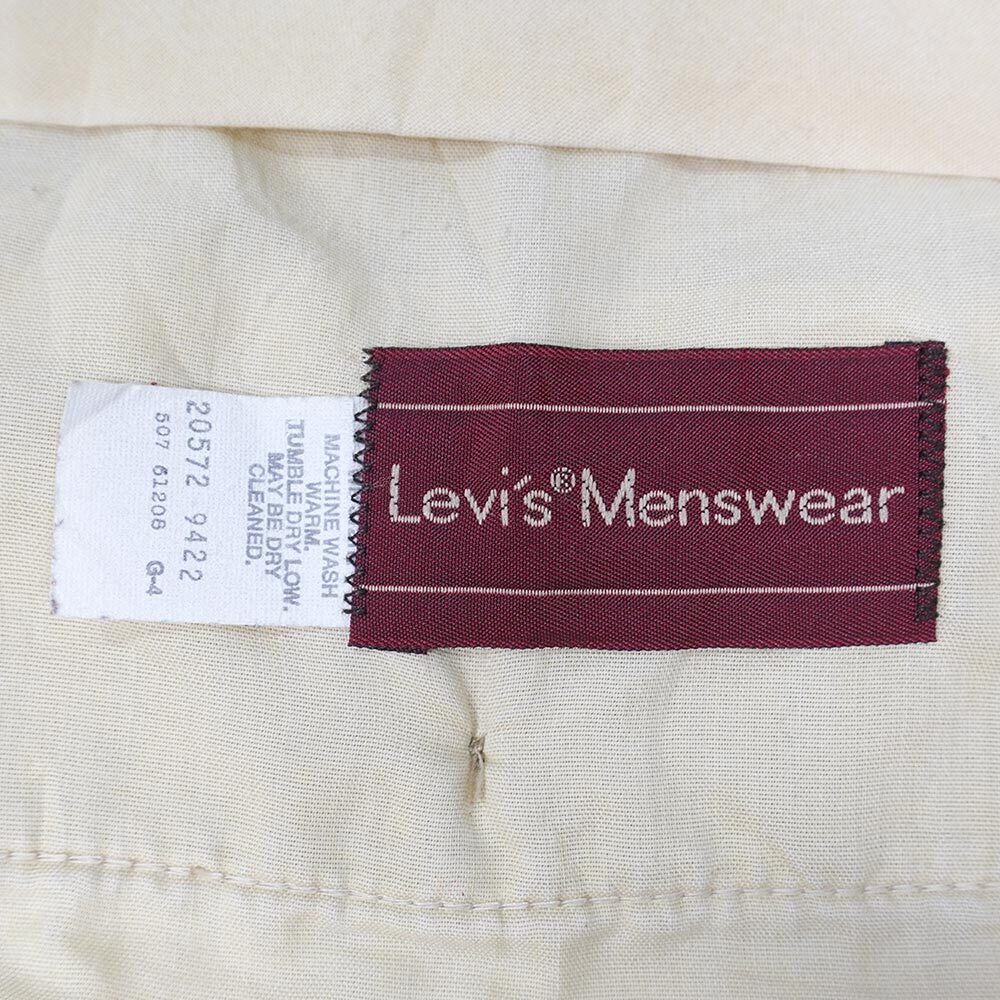 Levi's® Menswear
MACHINE WASH
WARM.
TUMBLE DRY LOW.
MAY BE DRY
CLEANED.
20572 9422
507 61208 G-4